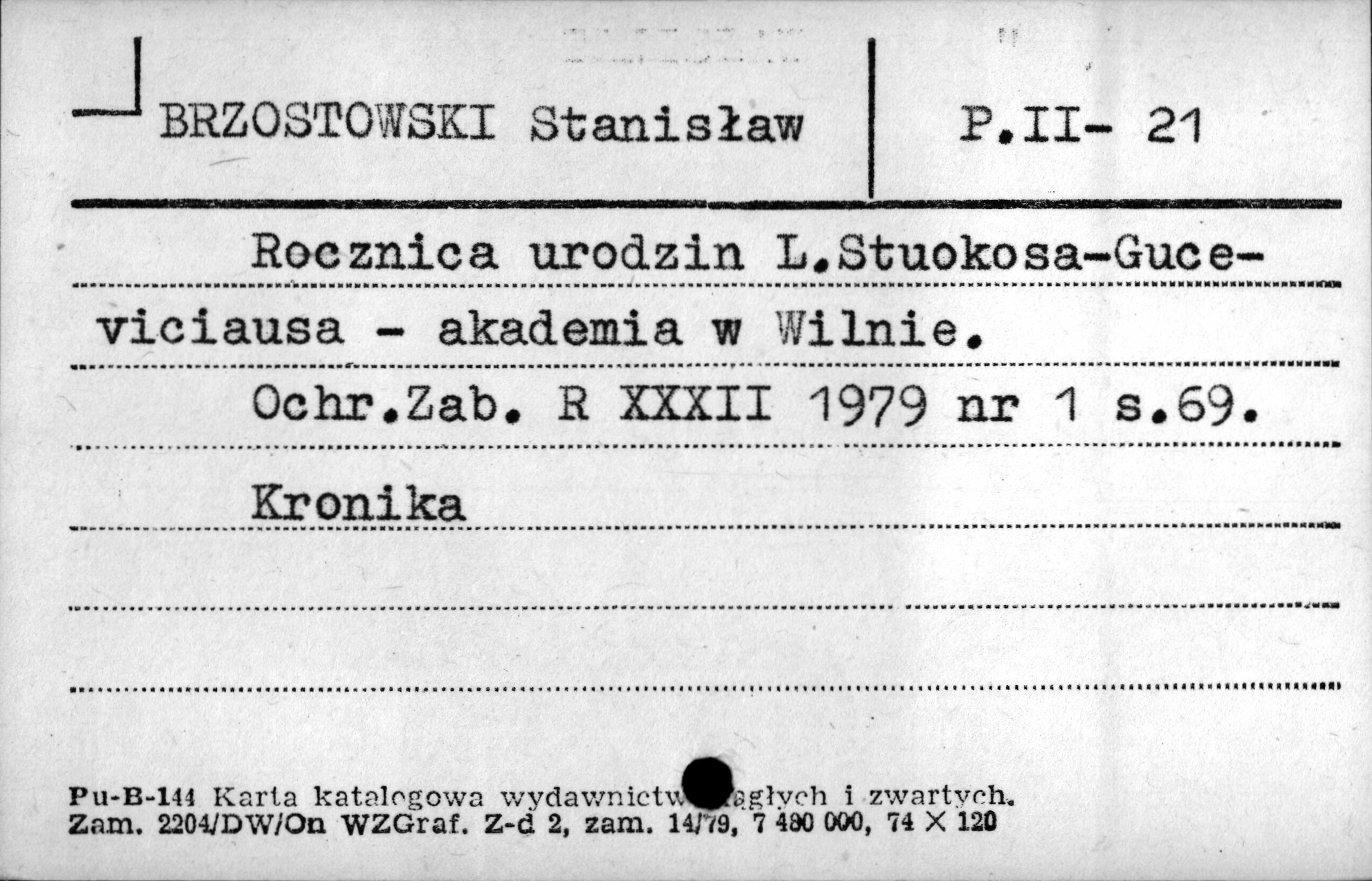 BRZOSTOWSKI Stanisław P.II- 21
Rocznica urodzin L.Stuokosa-Guce-
viciausa - akademia w Wilnie.
Ochr.Zab. R XXXII 1979 nr 1 s.69.
Kronika
Pu-B-144 Karta katalogowa wydawnictw i zwartych.
Zam. 2204/DW/On WZGraf. Z-d 2, zam. 14/79, 7 480 000, 74 X 120